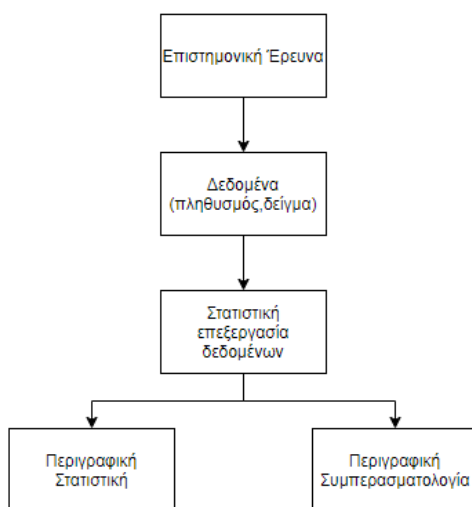 Επιστημονική Έρευνα
Δεδομένα
(πληθυσμός,δείγμα)
Στατιστική
επεξεργασία
δεδομένων
Περιγραφική
Στατιστική
Περιγραφική
Συμπερασματολογία